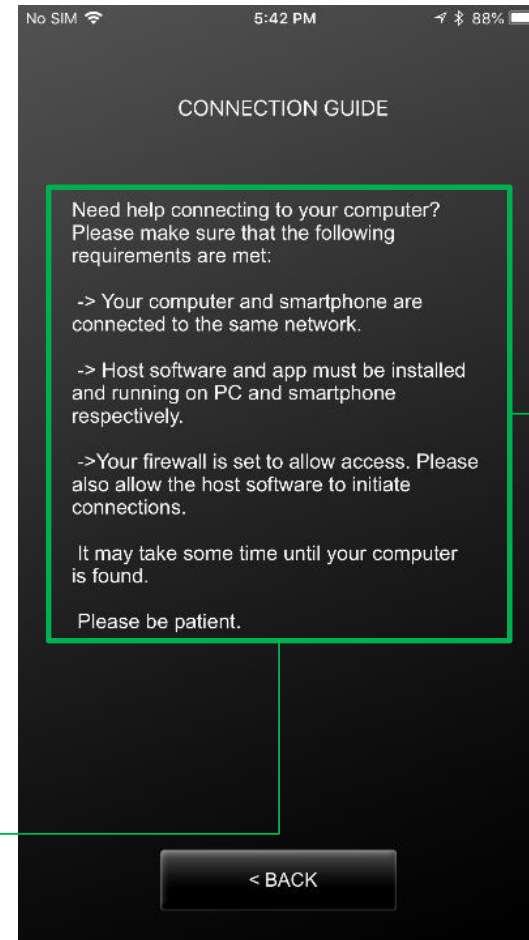 No SIM 5:42 PM 88%
CONNECTION GUIDE
Need help connecting to your computer?
Please make sure that the following
requirements are met:
-> Your computer and smartphone are
connected to the same network.
-> Host software and app must be installed
and running on PC and smartphone
respectively.
->Your firewall is set to allow access. Please
also allow the host software to initiate
connections.
It may take some time until your computer
is found.
Please be patient.
< BACK